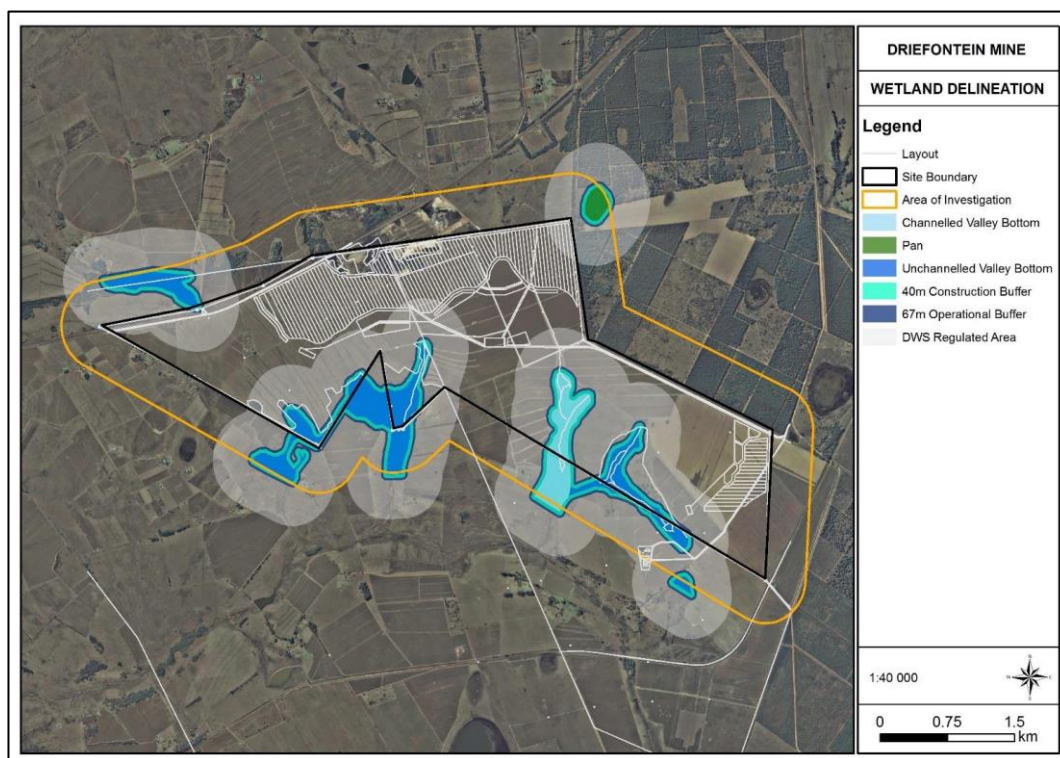 DRIEFONTEIN MINE
WETLAND DELINEATION
Legend
Layout
Site Boundary
Area of Investigation
Channelled Valley Bottom
Pan
Unchannelled Valley Bottom
40m Construction Buffer
67m Operational Buffer
DWS Regulated Area
1:40 000
N
W E
S
0 0.75 1.5
km